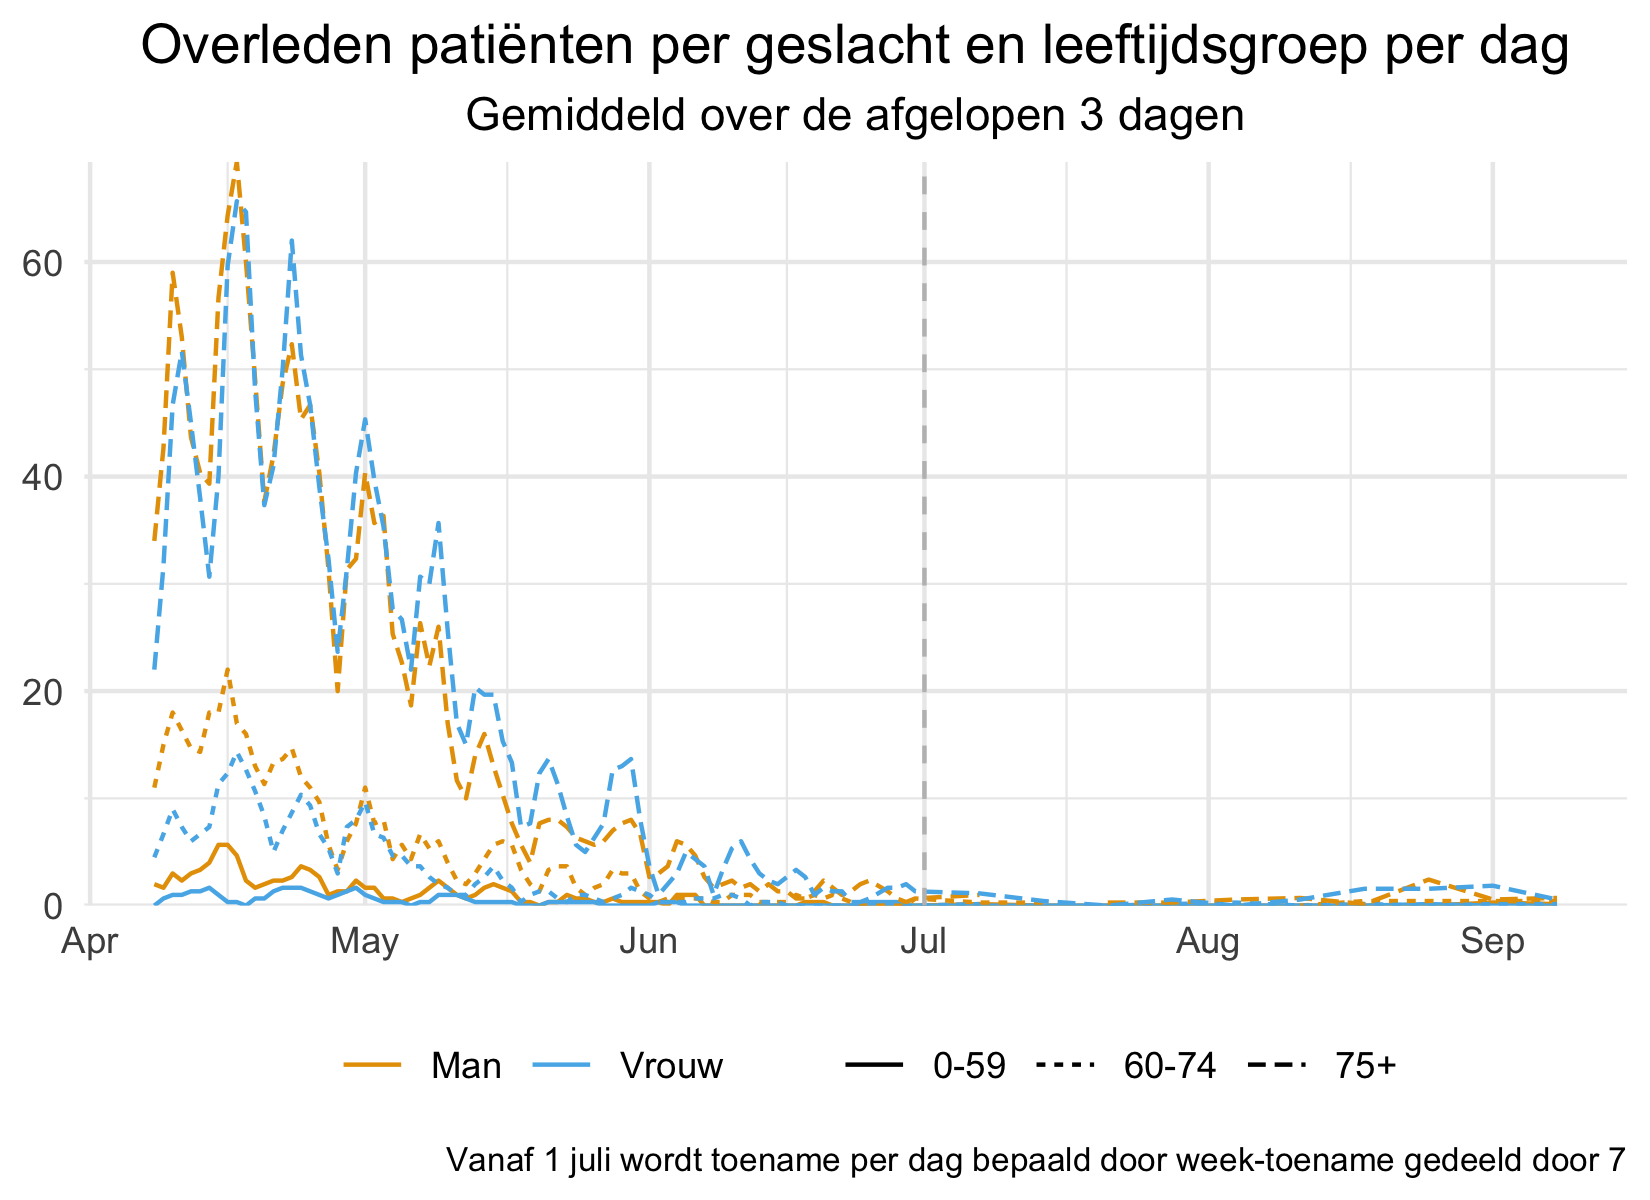 Overleden patiënten per geslacht en leeftijdsgroep per dag
Gemiddeld over de afgelopen 3 dagen
60
40
20
0
Apr May Jun Jul Aug Sep
Man Vrouw 0-59 60-74 75+
Vanaf 1 juli wordt toename per dag bepaald door week-toename gedeeld door 7